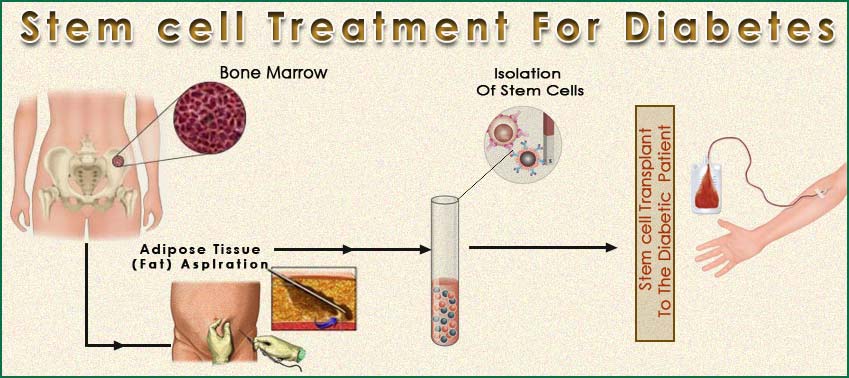 Stem cell Treatment For Diabetes
Bone Marrow
Isolation
Of Stem Cells
Adipose Tissue
(Fat) Aspiration
Stem cell Transplant
To The Diabetic Patient